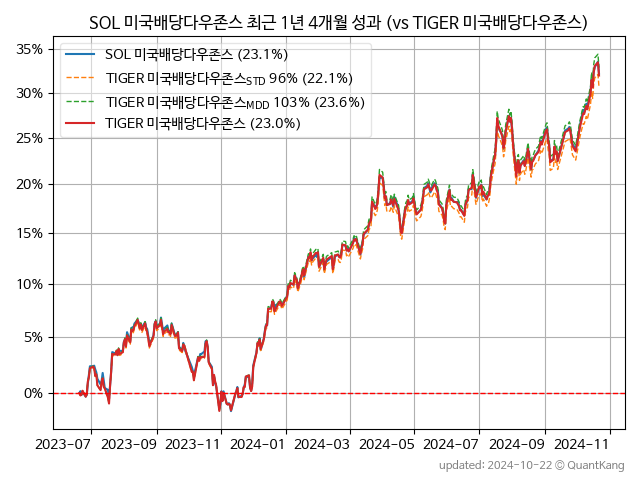 SOL 미국배당다우존스 최근 1년 4개월 성과 (vs TIGER 미국배당다우존스)
35%
30%
25%
20%
15%
10%
5%
0%
SOL 미국배당다우존스 (23.1%)
TIGER 미국배당다우존스STD 96% (22.1%)
TIGER 미국배당다우존스MDD 103% (23.6%)
TIGER 미국배당다우존스 (23.0%)
2023-07 2023-09 2023-11 2024-01 2024-03 2024-05 2024-07 2024-09 2024-11
updated: 2024-10-22 © QuantKang